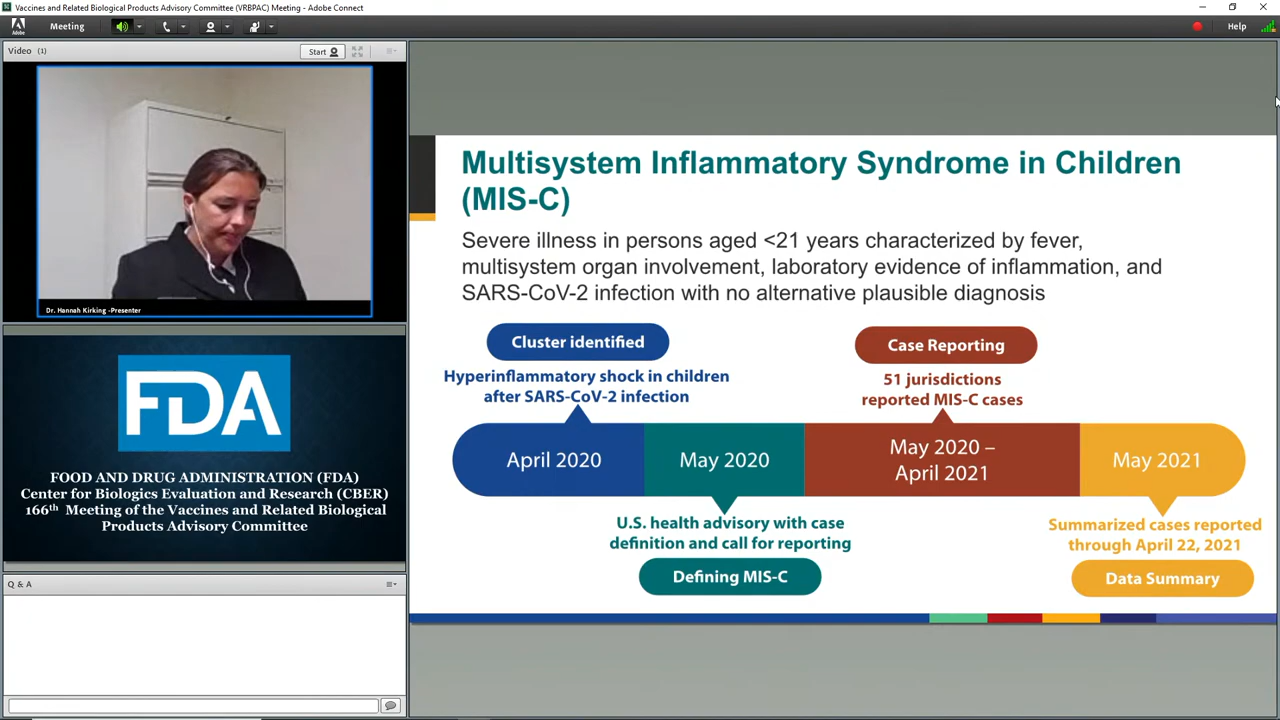 Vaccines and Related Biological Products Advisory Committee (VRBPAC) Meeting - Adobe Connect
Meeting
Help
Video (1)
Start
Dr. Hannah Kirking -Presenter
FDA
FOOD AND DRUG ADMINISTRATION (FDA)
Center for Biologics Evaluation and Research (CBER)
166th Meeting of the Vaccines and Related Biological
Products Advisory Committee
Q & A
Multisystem Inflammatory Syndrome in Children
(MIS-C)
Severe illness in persons aged <21 years characterized by fever,
multisystem organ involvement, laboratory evidence of inflammation, and
SARS-CoV-2 infection with no alternative plausible diagnosis
Cluster identified
Hyperinflammatory shock in children
after SARS-CoV-2 infection
Case Reporting
51 jurisdictions
reported MIS-C cases
April 2020
May 2020
May 2020 –
April 2021
May 2021
U.S. health advisory with case
definition and call for reporting
Defining MIS-C
Summarized cases reported
through April 22, 2021
Data Summary